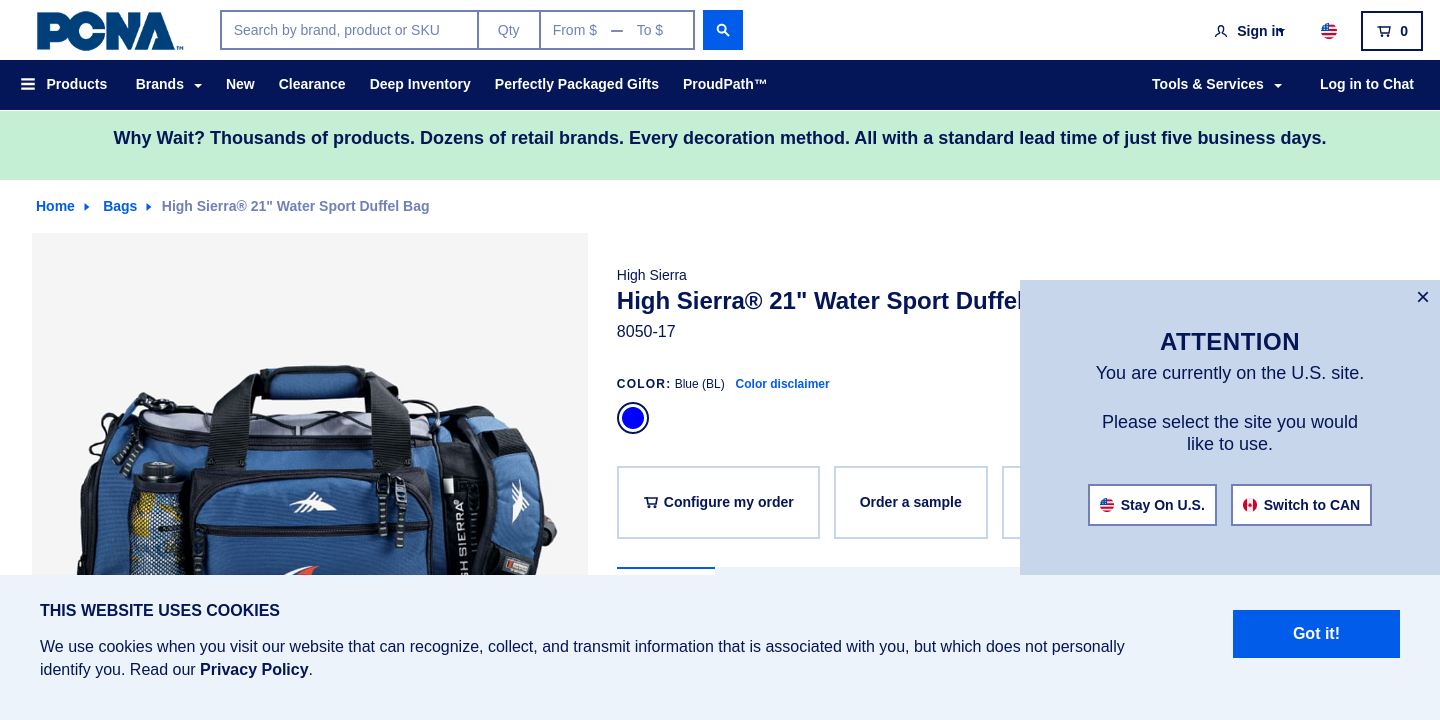 PCNA™
Search by brand, product or SKU
Qty
From $ — To $
Sign in
0
Products
Brands
New
Clearance
Deep Inventory
Perfectly Packaged Gifts
ProudPath™
Tools & Services
Log in to Chat
Why Wait? Thousands of products. Dozens of retail brands. Every decoration method. All with a standard lead time of just five business days.
Home
Bags
High Sierra® 21" Water Sport Duffel Bag
High Sierra
High Sierra® 21" Water Sport Duffel
8050-17
COLOR: Blue (BL) Color disclaimer
Configure my order
Order a sample
×
ATTENTION
You are currently on the U.S. site.
Please select the site you would
like to use.
Stay On U.S.
Switch to CAN
SIERRA
THIS WEBSITE USES COOKIES
We use cookies when you visit our website that can recognize, collect, and transmit information that is associated with you, but which does not personally
identify you. Read our Privacy Policy.
Got it!